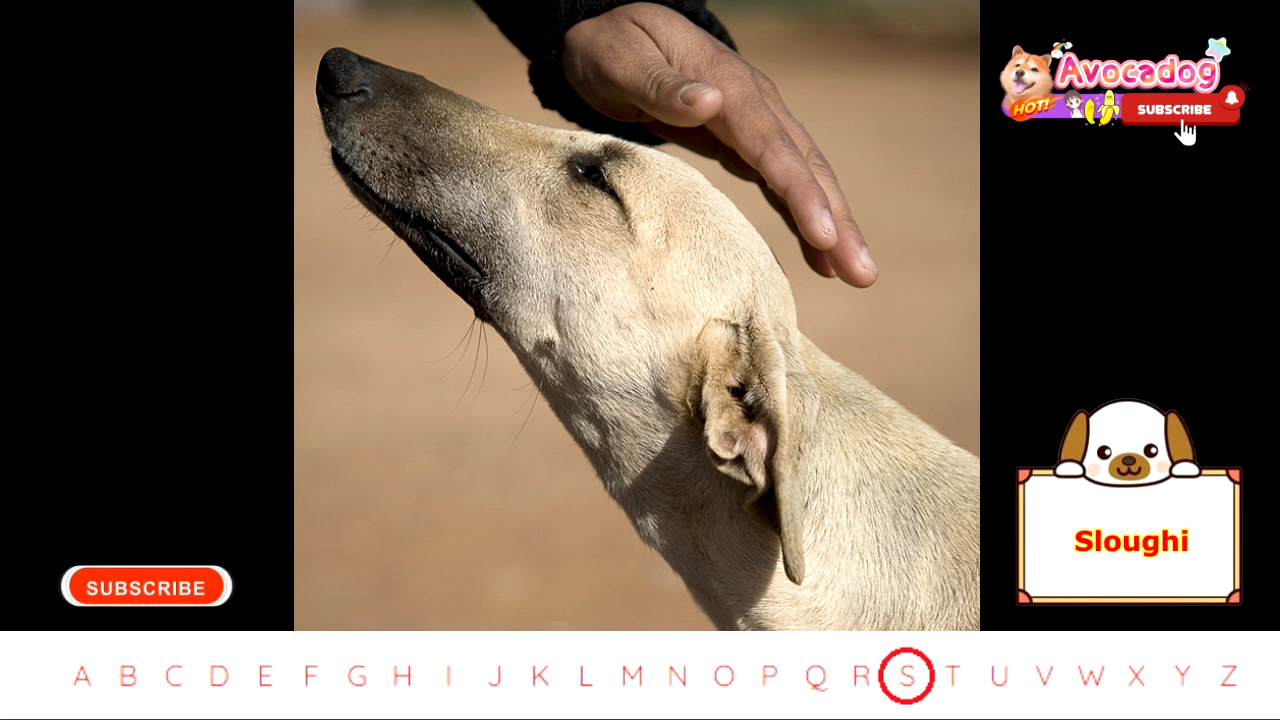 Avocadog
HOT!
SUBSCRIBE
Sloughi
SUBSCRIBE
A B C D E F G H I J K L M N O P Q R S T U V W X Y Z